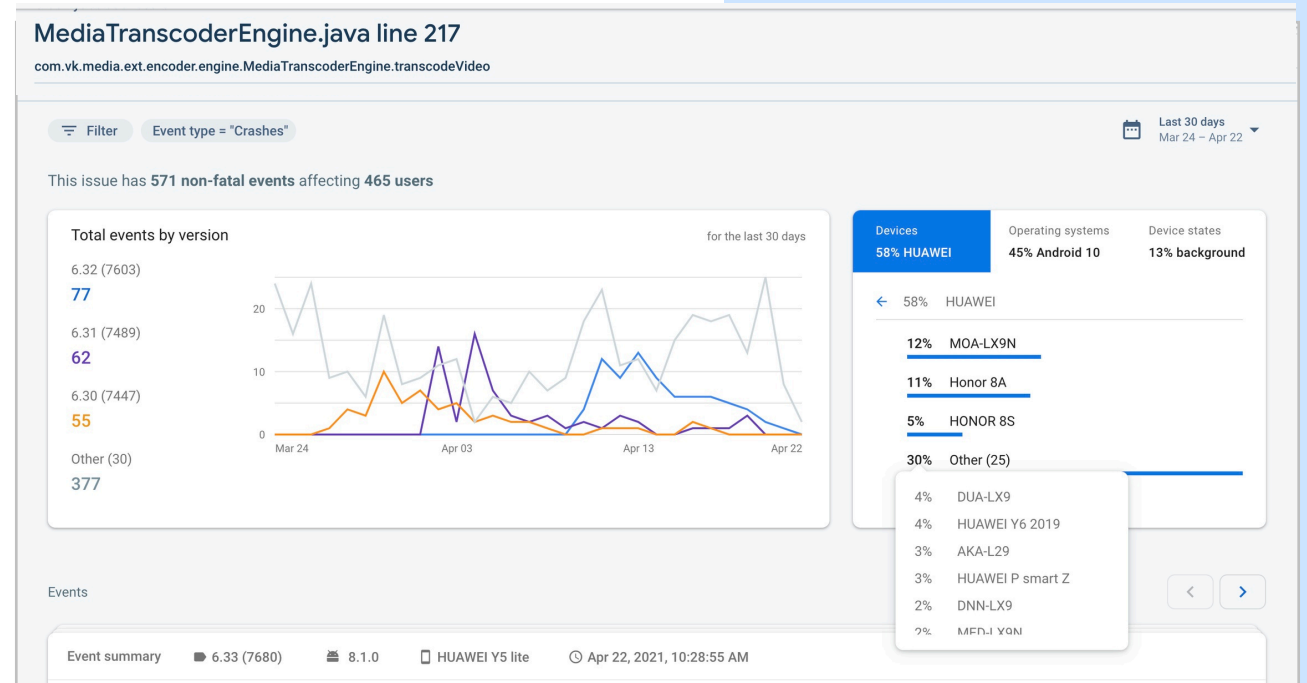 MediaTranscoderEngine.java line 217
com.vk.media.ext.encoder.engine.MediaTranscoderEngine.transcodeVideo
Filter
Event type = "Crashes"
Last 30 days
Mar 24 – Apr 22
This issue has 571 non-fatal events affecting 465 users
Total events by version
for the last 30 days
6.32 (7603)
77
6.31 (7489)
62
6.30 (7447)
55
Other (30)
377
20
10
0
Mar 24
Apr 03
Apr 13
Apr 22
Devices
58% HUAWEI
Operating systems
45% Android 10
Device states
13% background
58% HUAWEI
12% MOA-LX9N
11% Honor 8A
5% HONOR 8S
30% Other (25)
4% DUA-LX9
4% HUAWEI Y6 2019
3% AKA-L29
3% HUAWEI P smart Z
2% DNN-LX9
2% MED-LX9N
Events
Event summary
6.33 (7680)
8.1.0
HUAWEI Y5 lite
Apr 22, 2021, 10:28:55 AM